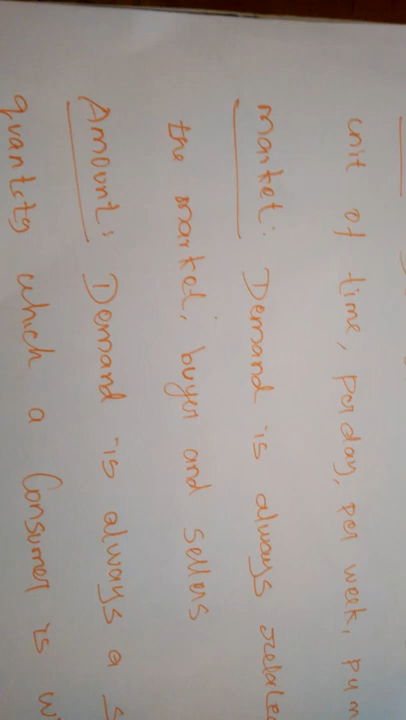 unit of time, per day, per week, per m
market: Demand is always related
the market, buyer and sellers
Amount: Demand is always a s
quantity which a Consumer is w